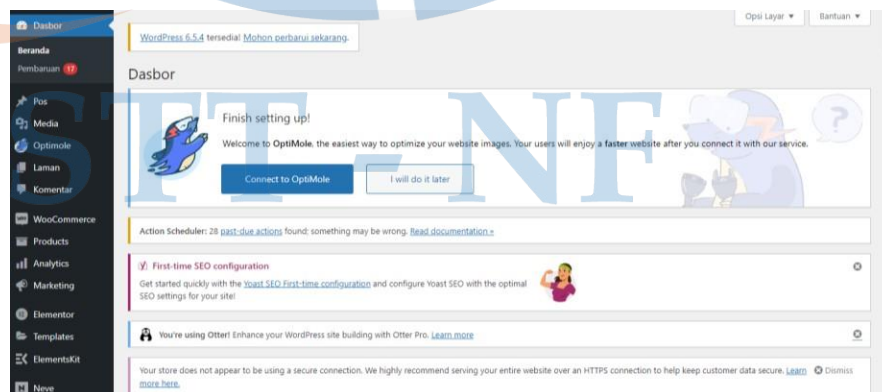 Opsi Layar ▼
Bantuan ▼
Dasbor
Beranda
Pembaruan 17
Pos
Media
Optimole
Laman
Komentar
WooCommerce
Products
Analytics
Marketing
Elementor
Templates
ElementsKit
Neve
WordPress 6.5.4 tersedia! Mohon perbarui sekarang.
Dasbor
Finish setting up!
Welcome to OptiMole, the easiest way to optimize your website images. Your users will enjoy a faster website after you connect it with our service.
Connect to OptiMole
I will do it later
Action Scheduler: 28 past-due actions found; something may be wrong. Read documentation »
First-time SEO configuration
Get started quickly with the Yoast SEO First-time configuration and configure Yoast SEO with the optimal
SEO settings for your site!
You're using Otter! Enhance your WordPress site building with Otter Pro. Learn more
Your store does not appear to be using a secure connection. We highly recommend serving your entire website over an HTTPS connection to help keep customer data secure. Learn
more here.
Dismiss
STT - NF